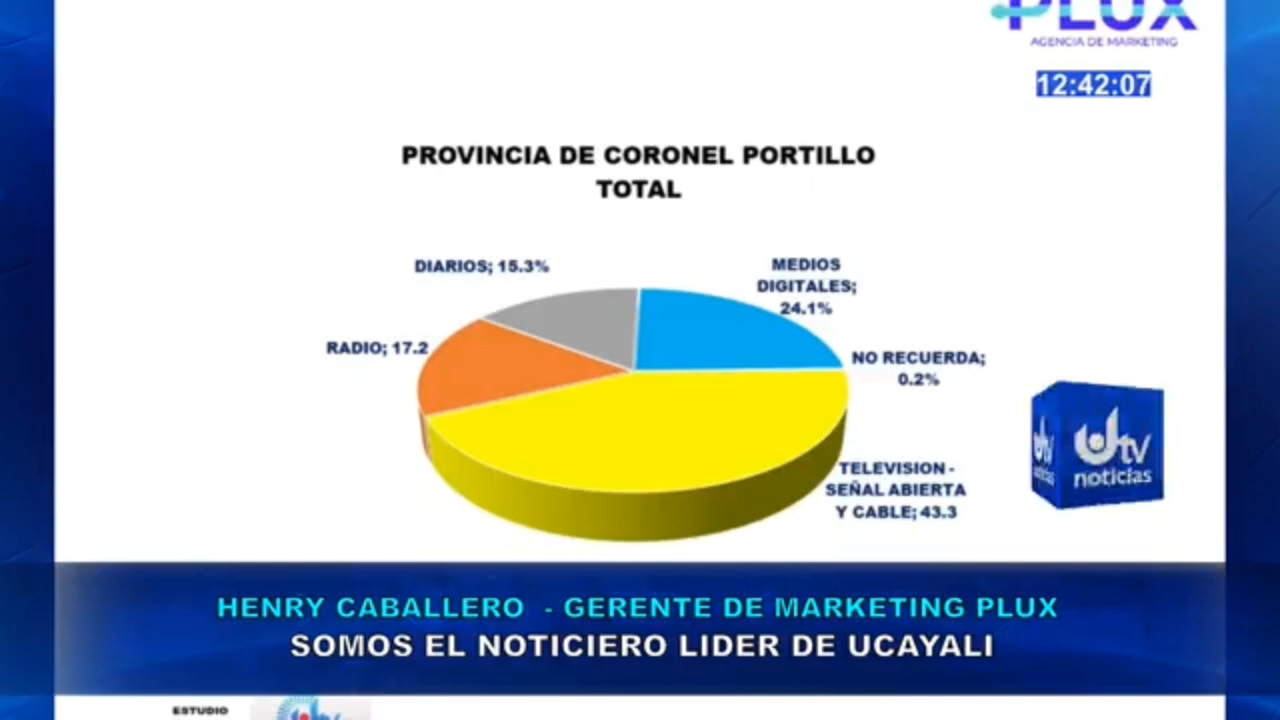 PLUX
AGENCIA DE MARKETING
12:42:07
PROVINCIA DE CORONEL PORTILLO
TOTAL
DIARIOS; 15.3%
MEDIOS
DIGITALES;
24.1%
RADIO; 17.2
NO RECUERDA;
0.2%
TELEVISION -
SEÑAL ABIERTA
Y CABLE; 43.3
utv
noticias
HENRY CABALLERO - GERENTE DE MARKETING PLUX
SOMOS EL NOTICIERO LIDER DE UCAYALI
ESTUDIO